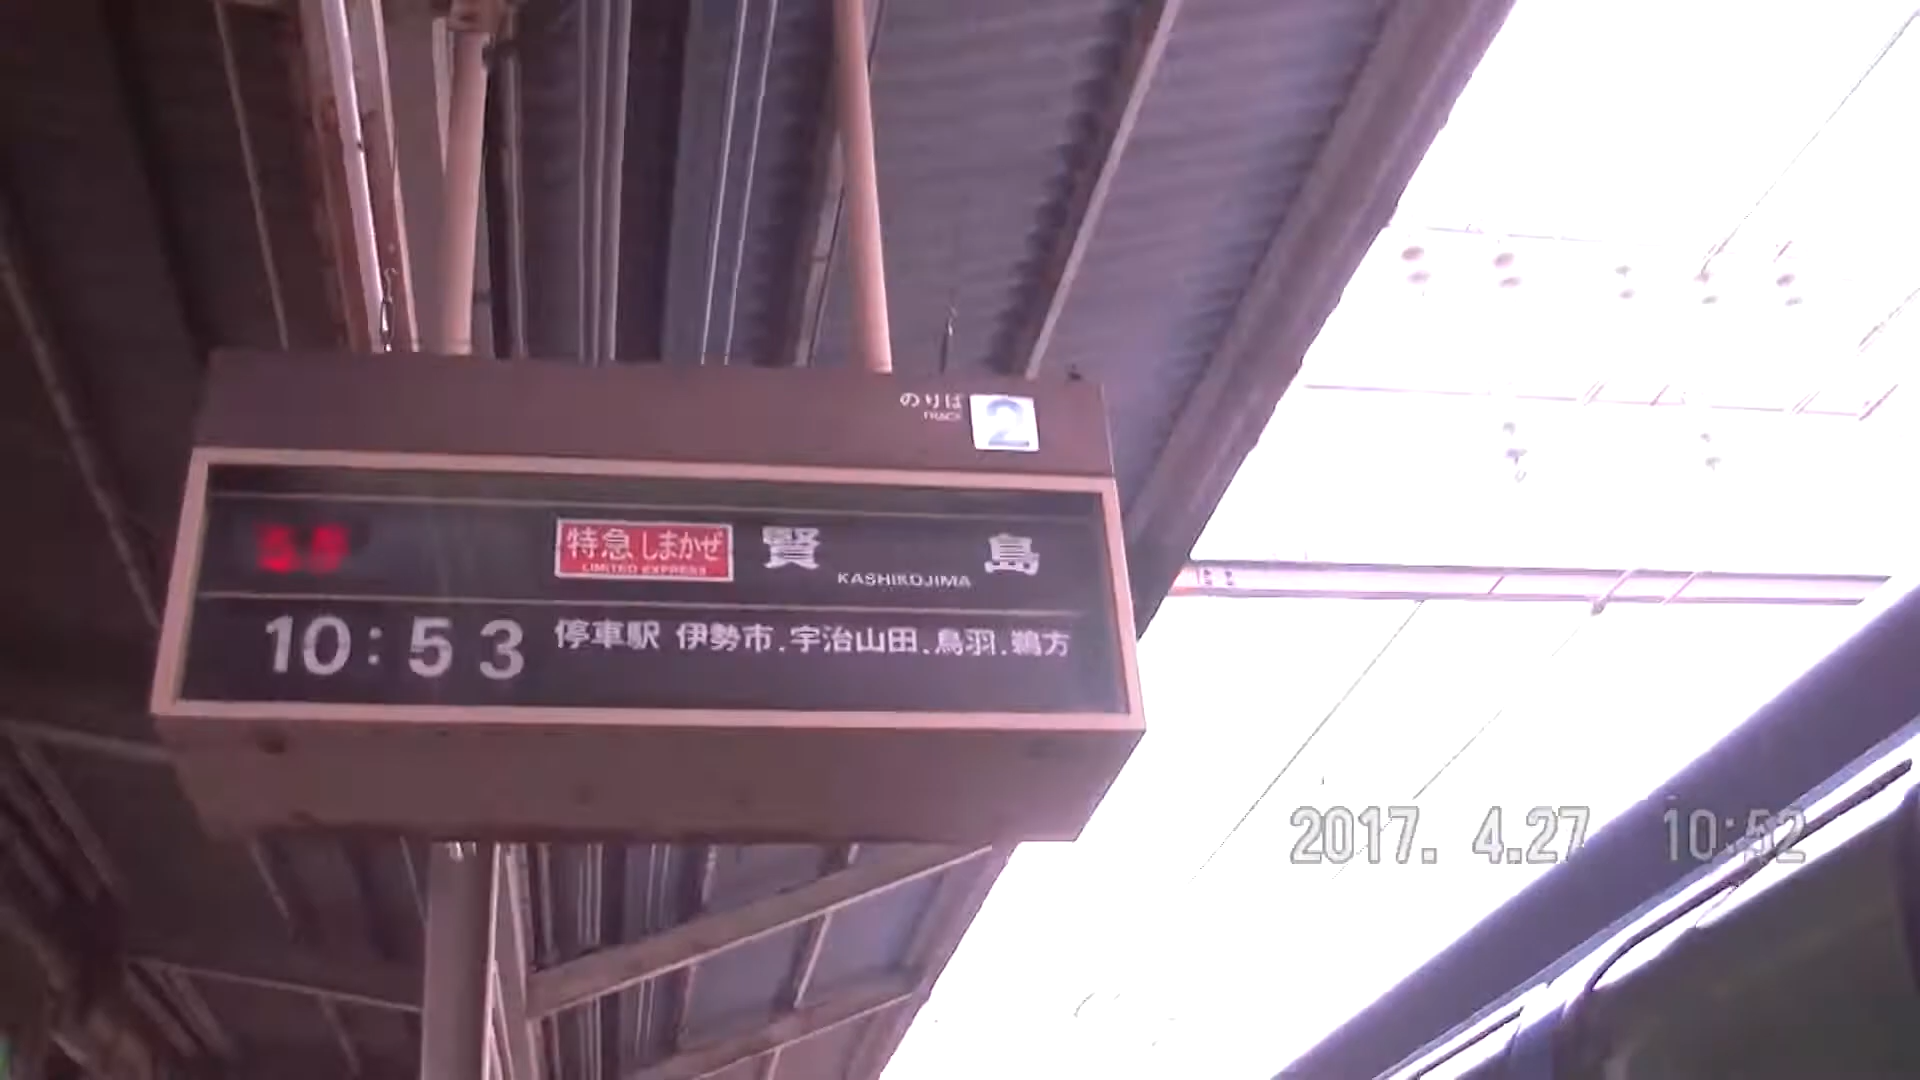 のりば 2
TRACK
特急 しまかぜ 賢島
LIMITED EXPRESS KASHIKOJIMA
10:53 停車駅 伊勢市.宇治山田.鳥羽.鵜方
2017. 4.27 10:52